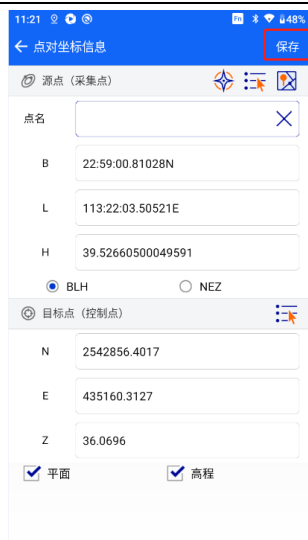 11:21 48%
点对坐标信息 保存
源点（采集点）
点名
B 22:59:00.81028N
L 113:22:03.50521E
H 39.52660500049591
BLH NEZ
目标点（控制点）
N 2542856.4017
E 435160.3127
Z 36.0696
平面 高程